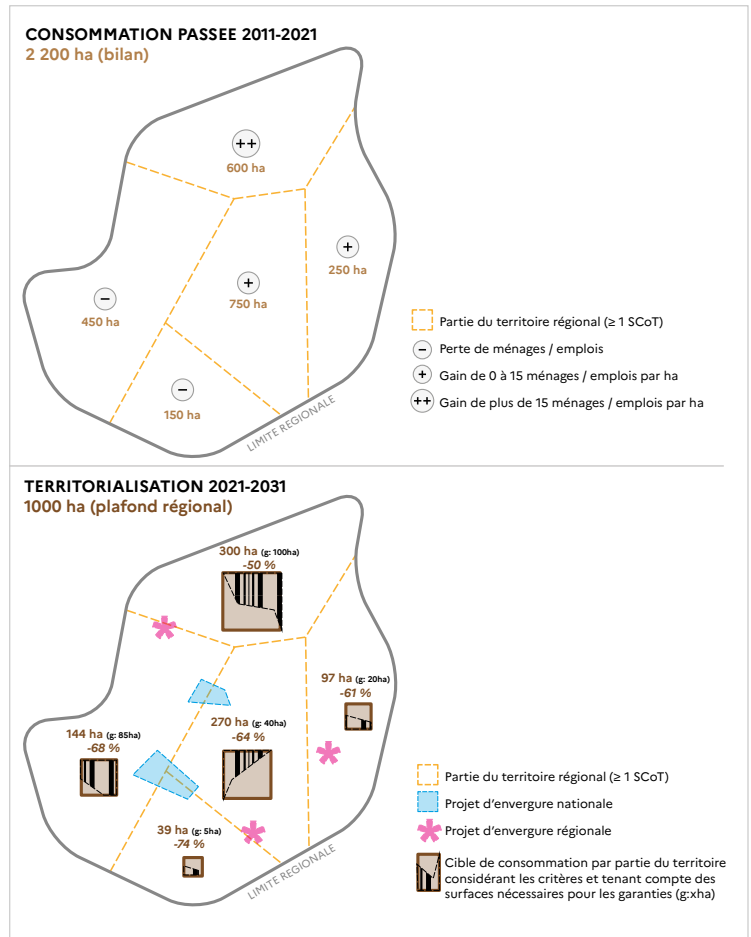 CONSOMMATION PASSEE 2011-2021
2 200 ha (bilan)
++
600 ha
+
250 ha
+
750 ha
−
450 ha
−
150 ha
LIMITE REGIONALE
Partie du territoire régional (≥ 1 SCoT)
− Perte de ménages / emplois
+ Gain de 0 à 15 ménages / emplois par ha
++ Gain de plus de 15 ménages / emplois par ha
TERRITORIALISATION 2021-2031
1000 ha (plafond régional)
300 ha (g: 100ha)
-50 %
97 ha (g: 20ha)
-61 %
270 ha (g: 40ha)
-64 %
144 ha (g: 85ha)
-68 %
39 ha (g: 5ha)
-74 %
LIMITE REGIONALE
Partie du territoire régional (≥ 1 SCoT)
Projet d'envergure nationale
Projet d'envergure régionale
Cible de consommation par partie du territoire
considérant les critères et tenant compte des
surfaces nécessaires pour les garanties (g:xha)